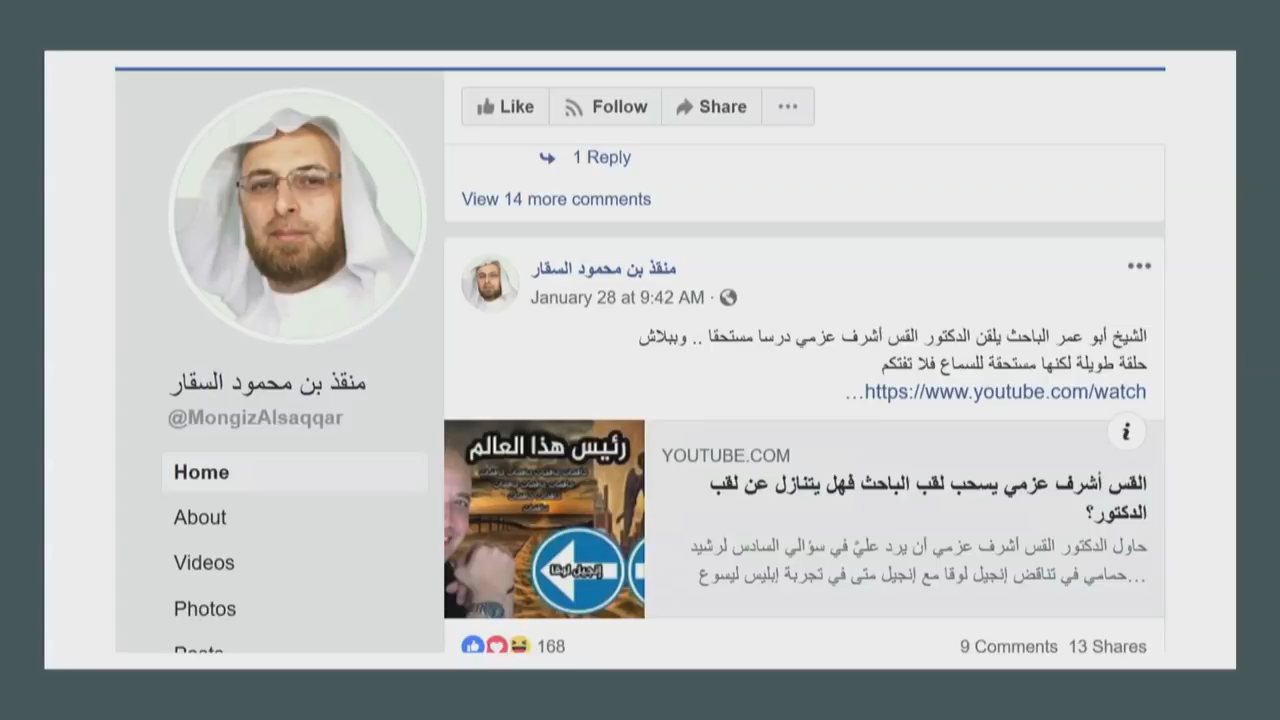 Like
Follow
Share
1 Reply
View 14 more comments
منقذ بن محمود السقار
@MongizAlsaqqar
Home
About
Videos
Photos
Posts
منقذ بن محمود السقار
January 28 at 9:42 AM ·
الشيخ أبو عمر الباحث يلقن الدكتور القس أشرف عزمي درسا مستحقا .. وببلاش
حلقة طويلة لكنها مستحقة للسماع فلا تفتكم
https://www.youtube.com/watch…
رئيس هذا العالم
إنجيل لوقا
YOUTUBE.COM
القس أشرف عزمي يسحب لقب الباحث فهل يتنازل عن لقب
الدكتور؟
حاول الدكتور القس أشرف عزمي أن يرد عليَّ في سؤالي السادس لرشيد
حمامي في تناقض إنجيل لوقا مع إنجيل متى في تجربة إبليس ليسوع...
168
9 Comments 13 Shares